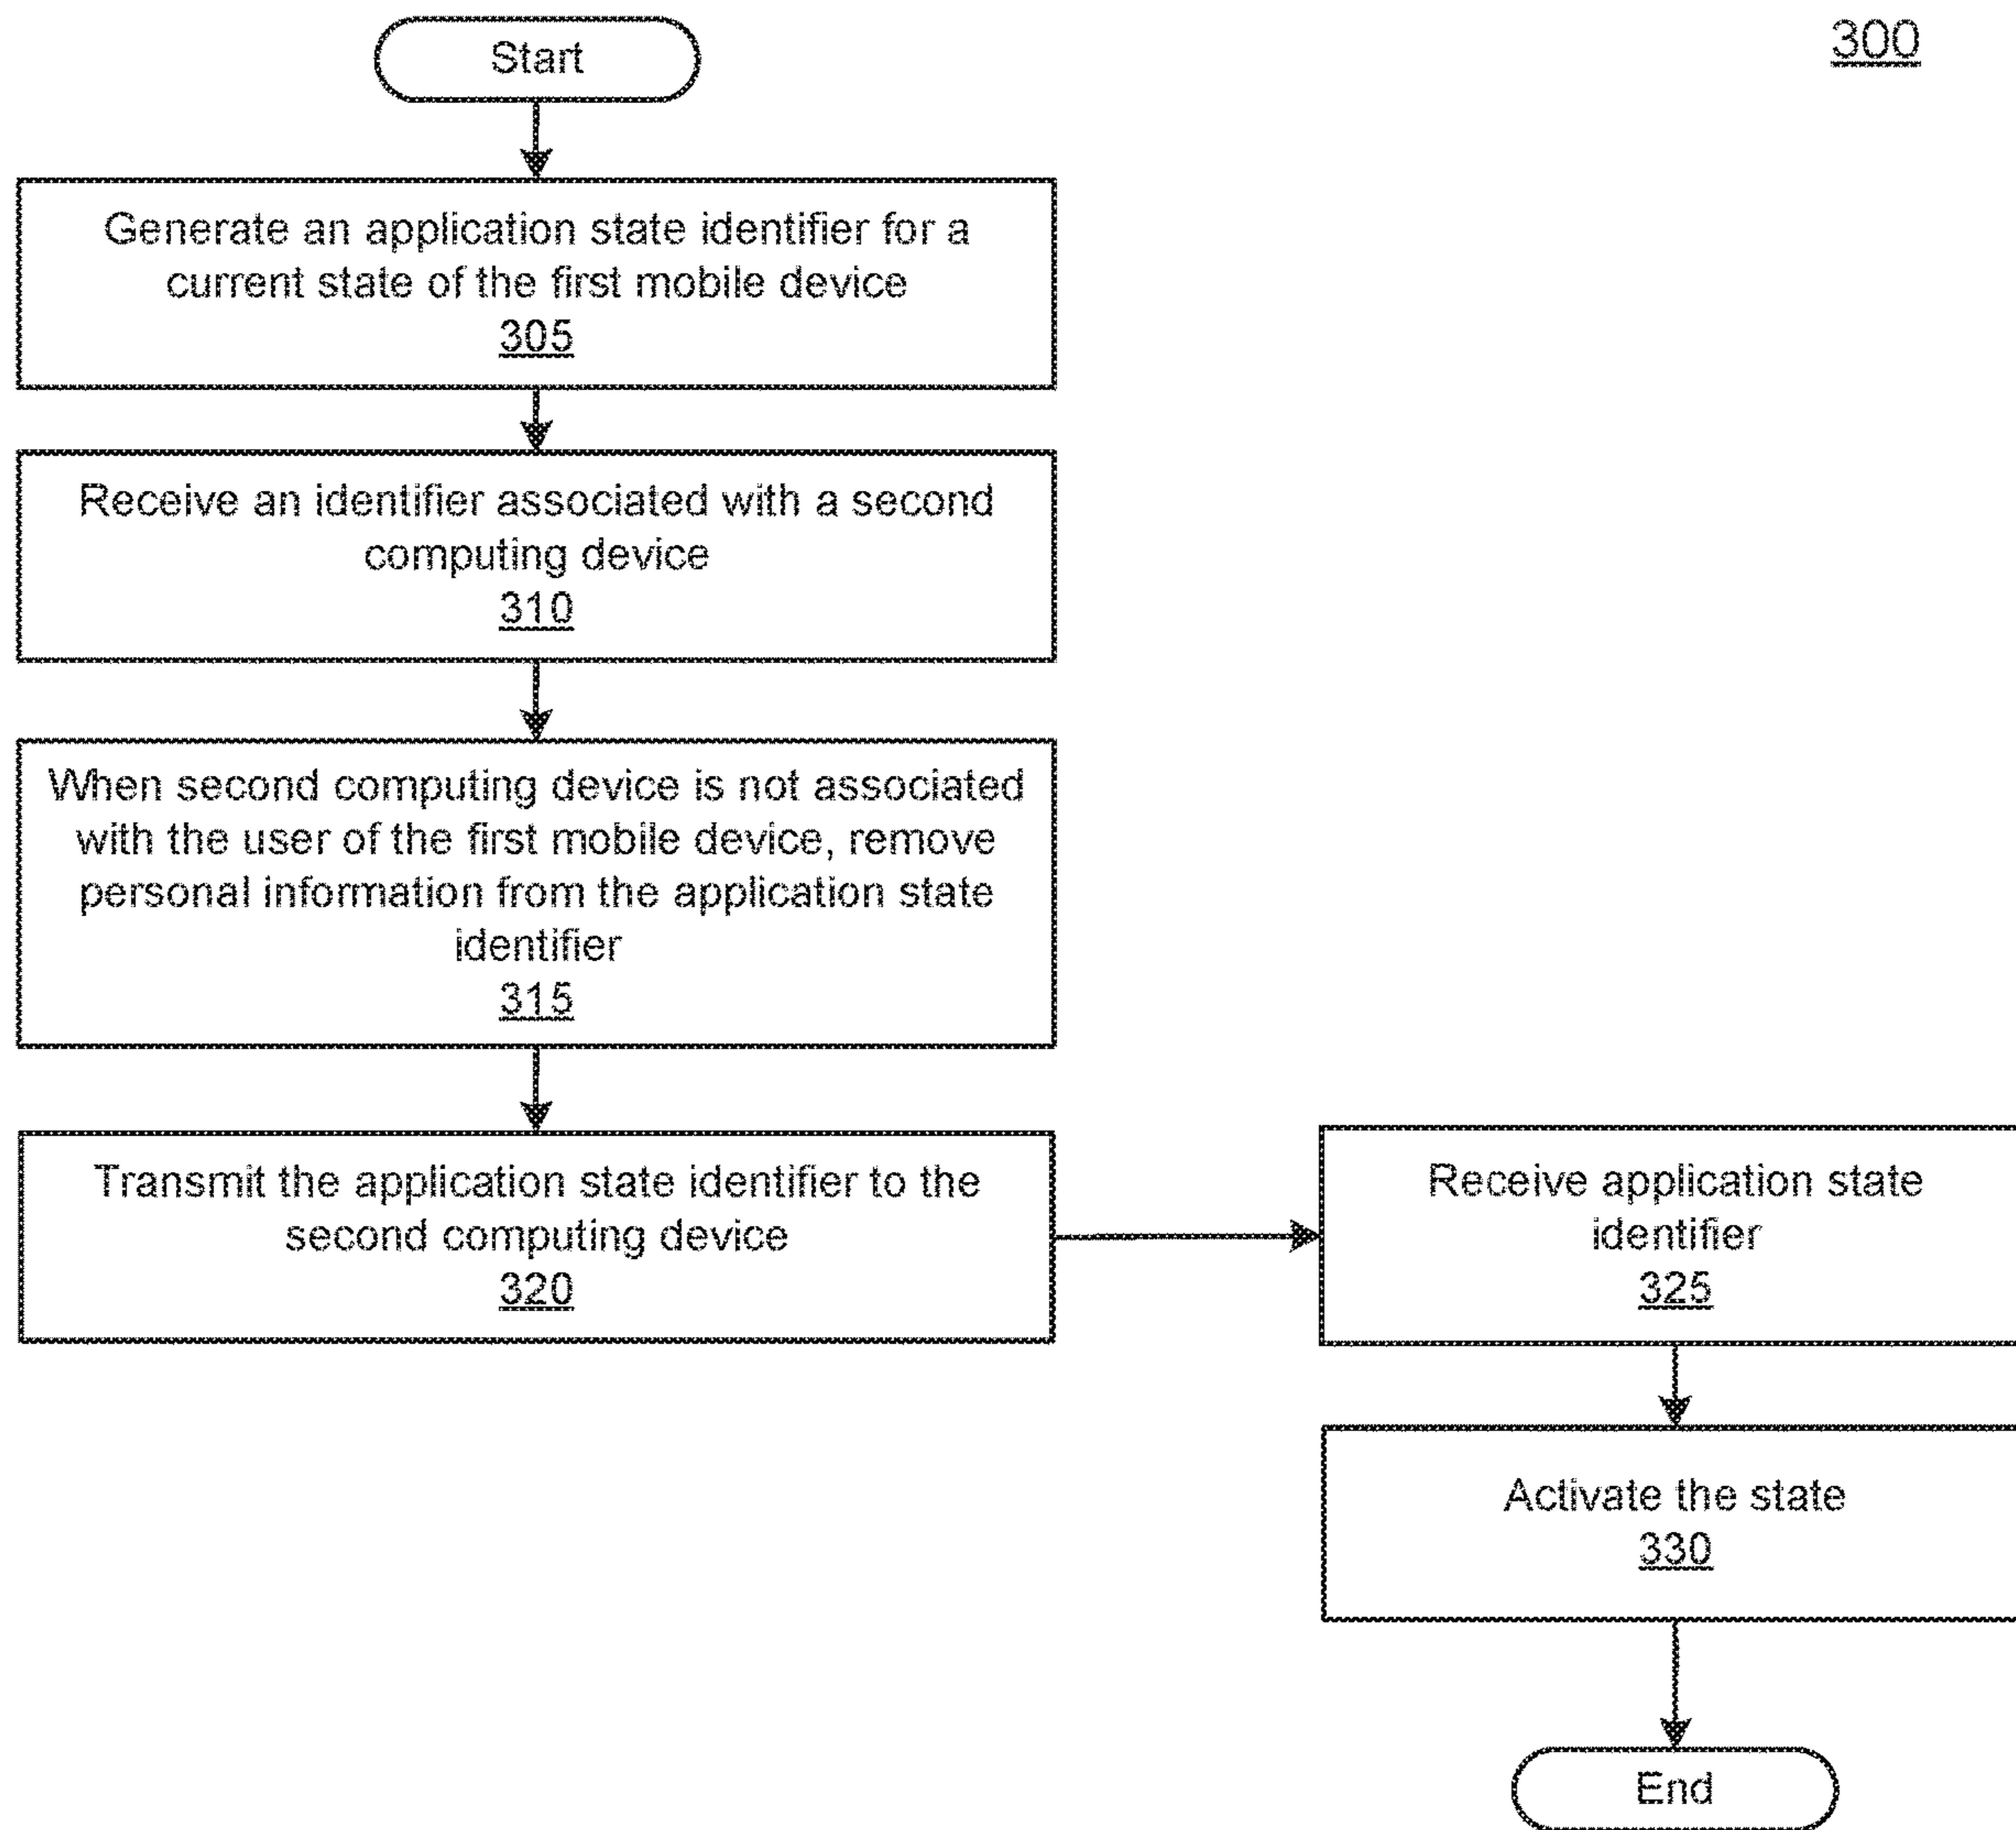 300
Start
Generate an application state identifier for a
current state of the first mobile device
305
Receive an identifier associated with a second
computing device
310
When second computing device is not associated
with the user of the first mobile device, remove
personal information from the application state
identifier
315
Transmit the application state identifier to the
second computing device
320
Receive application state
identifier
325
Activate the state
330
End